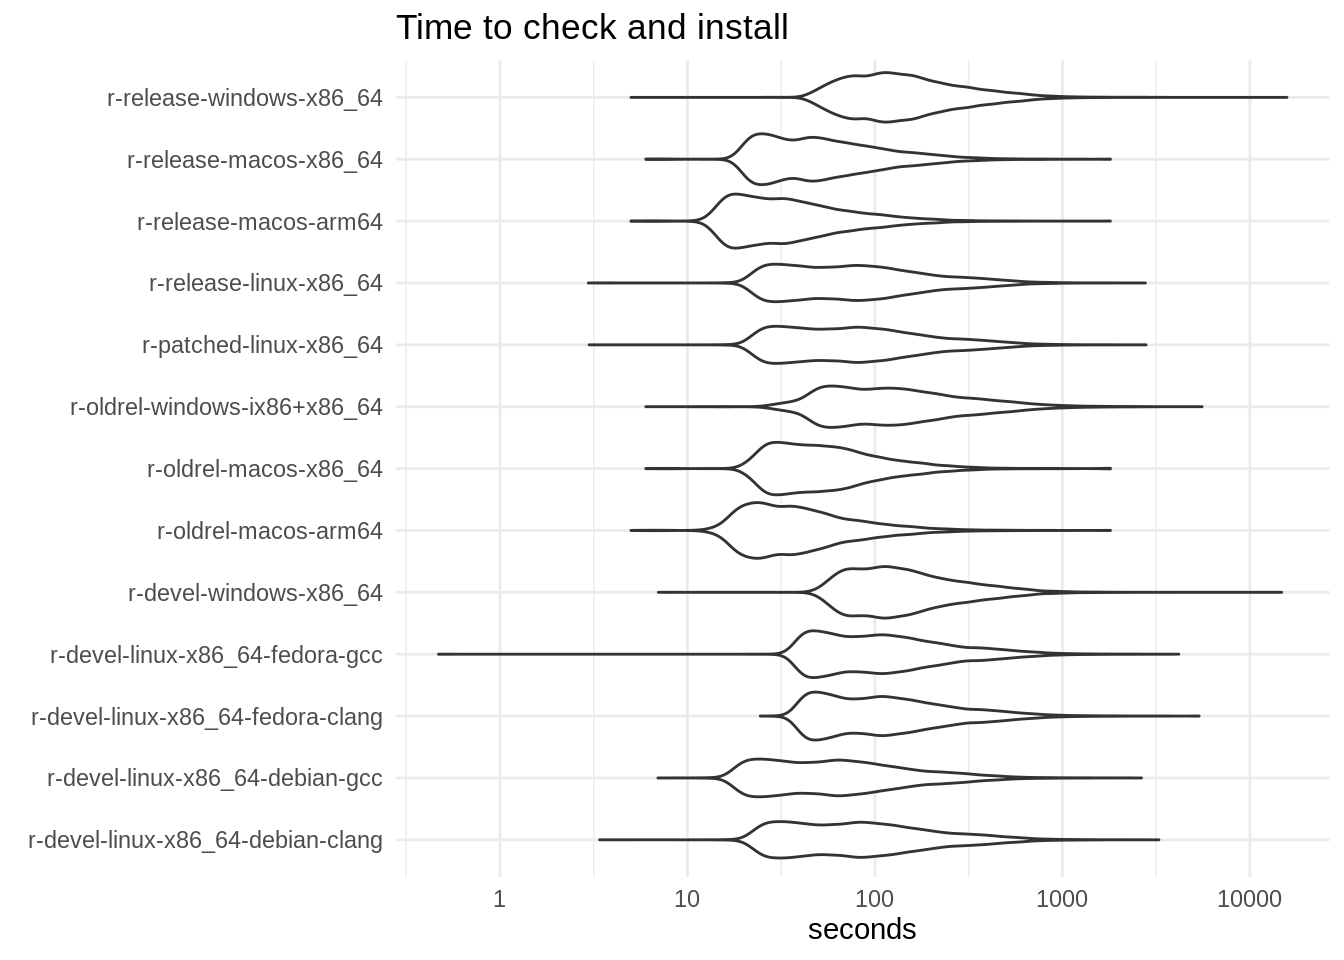 Time to check and install
r-release-windows-x86_64
r-release-macos-x86_64
r-release-macos-arm64
r-release-linux-x86_64
r-patched-linux-x86_64
r-oldrel-windows-ix86+x86_64
r-oldrel-macos-x86_64
r-oldrel-macos-arm64
r-devel-windows-x86_64
r-devel-linux-x86_64-fedora-gcc
r-devel-linux-x86_64-fedora-clang
r-devel-linux-x86_64-debian-gcc
r-devel-linux-x86_64-debian-clang
1 10 100 1000 10000
seconds